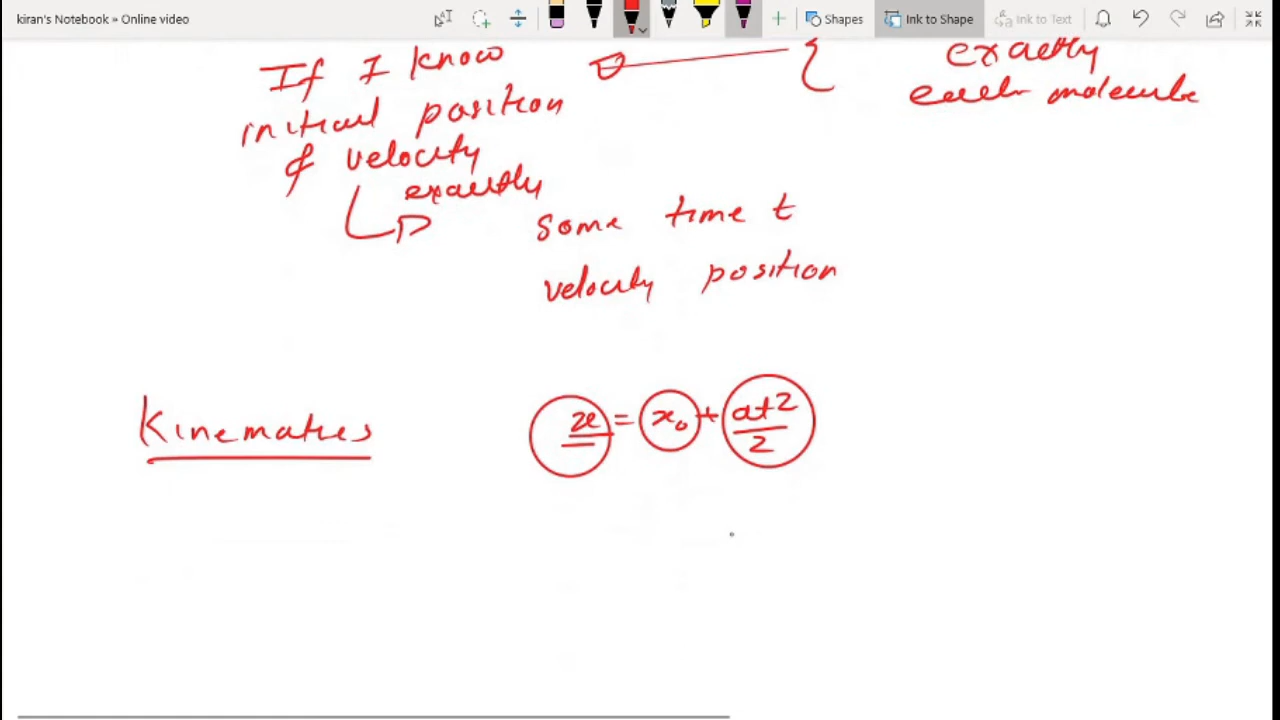 kiran's Notebook » Online video
Shapes
Ink to Shape
Ink to Text
If I know
initial position
& velocity
exactly
exactly
each molecule
some time t
velocity position
Kinematics
x = x₀ + at2/2